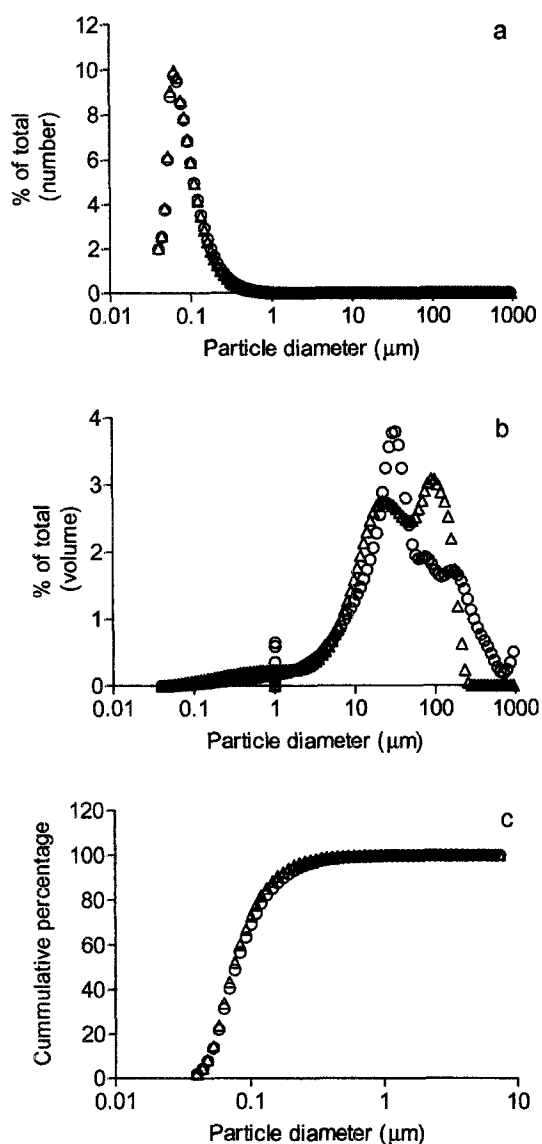 a
12
10
8
6
4
2
0
% of total
(number)
0.01 0.1 1 10 100 1000
Particle diameter (μm)
b
4
3
2
1
0
% of total
(volume)
0.01 0.1 1 10 100 1000
Particle diameter (μm)
c
120
100
80
60
40
20
0
Cummulative percentage
0.01 0.1 1 10
Particle diameter (μm)